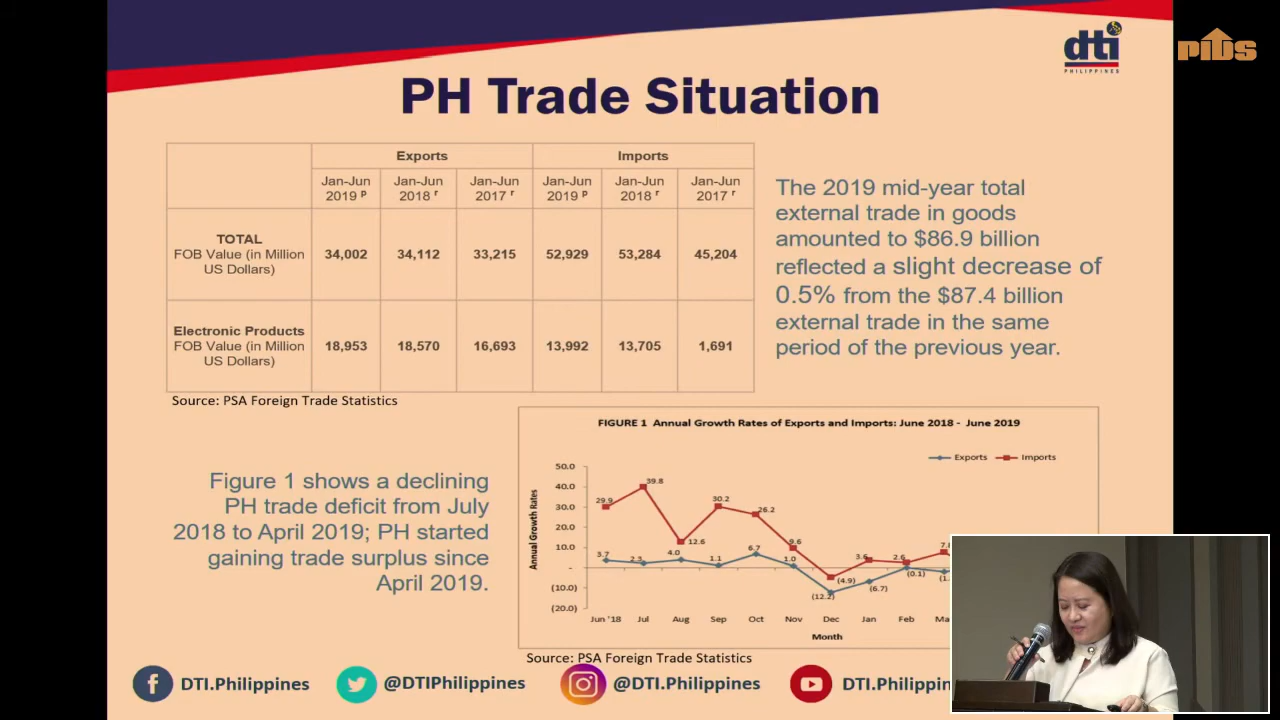 dti
PHILIPPINES
PIDS
PH Trade Situation
Exports
Imports
Jan-Jun 2019 p
Jan-Jun 2018 r
Jan-Jun 2017 r
Jan-Jun 2019 p
Jan-Jun 2018 r
Jan-Jun 2017 r
TOTAL
FOB Value (in Million
US Dollars)
34,002
34,112
33,215
52,929
53,284
45,204
Electronic Products
FOB Value (in Million
US Dollars)
18,953
18,570
16,693
13,992
13,705
1,691
Source: PSA Foreign Trade Statistics
The 2019 mid-year total
external trade in goods
amounted to $86.9 billion
reflected a slight decrease of
0.5% from the $87.4 billion
external trade in the same
period of the previous year.
Figure 1 shows a declining
PH trade deficit from July
2018 to April 2019; PH started
gaining trade surplus since
April 2019.
FIGURE 1 Annual Growth Rates of Exports and Imports: June 2018 - June 2019
Exports
Imports
Annual Growth Rates
50.0
40.0
30.0
20.0
10.0
-
(10.0)
(20.0)
29.9
39.8
12.6
30.2
26.2
9.6
(4.9)
3.6
2.6
3.7
2.3
4.0
1.1
6.7
1.0
(12.2)
(6.7)
(0.1)
Jun '18
Jul
Aug
Sep
Oct
Nov
Dec
Jan
Feb
Month
Source: PSA Foreign Trade Statistics
DTI.Philippines
@DTIPhilippines
@DTI.Philippines